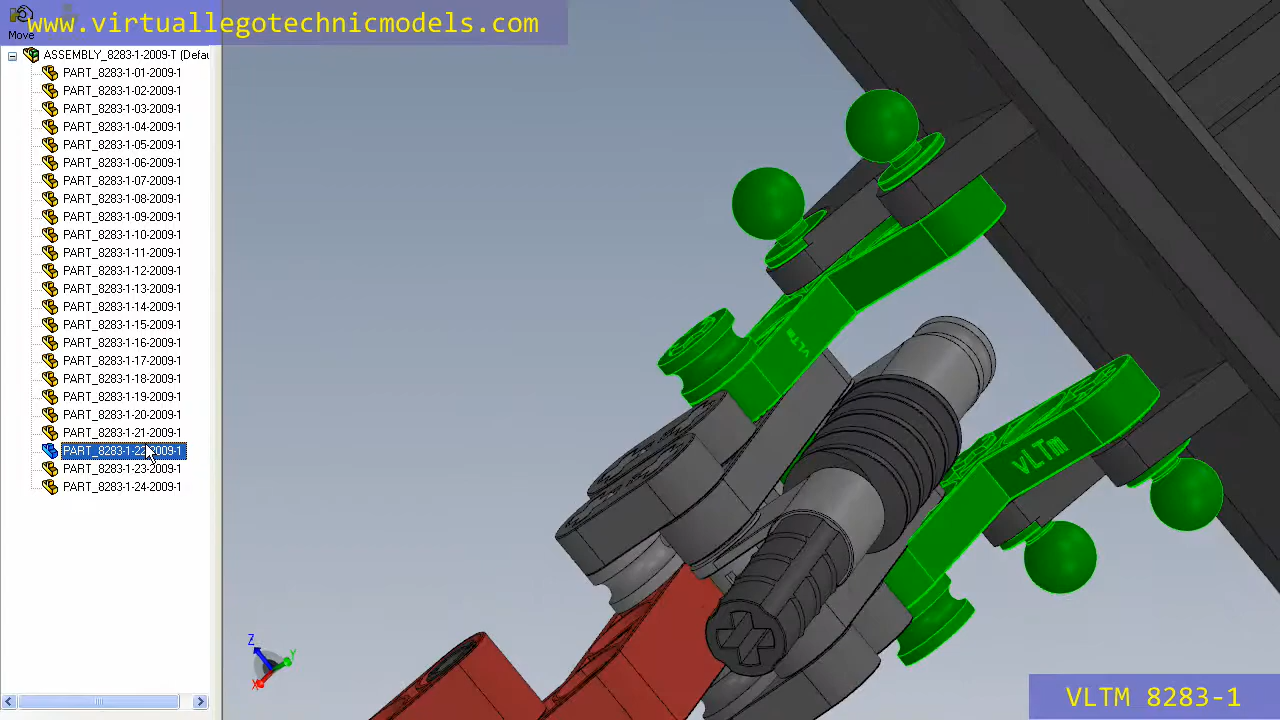 www.virtuallegotechnicmodels.com
Move
ASSEMBLY_8283-1-2009-T (Defau
PART_8283-1-01-2009-1
PART_8283-1-02-2009-1
PART_8283-1-03-2009-1
PART_8283-1-04-2009-1
PART_8283-1-05-2009-1
PART_8283-1-06-2009-1
PART_8283-1-07-2009-1
PART_8283-1-08-2009-1
PART_8283-1-09-2009-1
PART_8283-1-10-2009-1
PART_8283-1-11-2009-1
PART_8283-1-12-2009-1
PART_8283-1-13-2009-1
PART_8283-1-14-2009-1
PART_8283-1-15-2009-1
PART_8283-1-16-2009-1
PART_8283-1-17-2009-1
PART_8283-1-18-2009-1
PART_8283-1-19-2009-1
PART_8283-1-20-2009-1
PART_8283-1-21-2009-1
PART_8283-1-22-2009-1
PART_8283-1-23-2009-1
PART_8283-1-24-2009-1
vLTm
vLTm
Z
Y
X
VLTM 8283-1